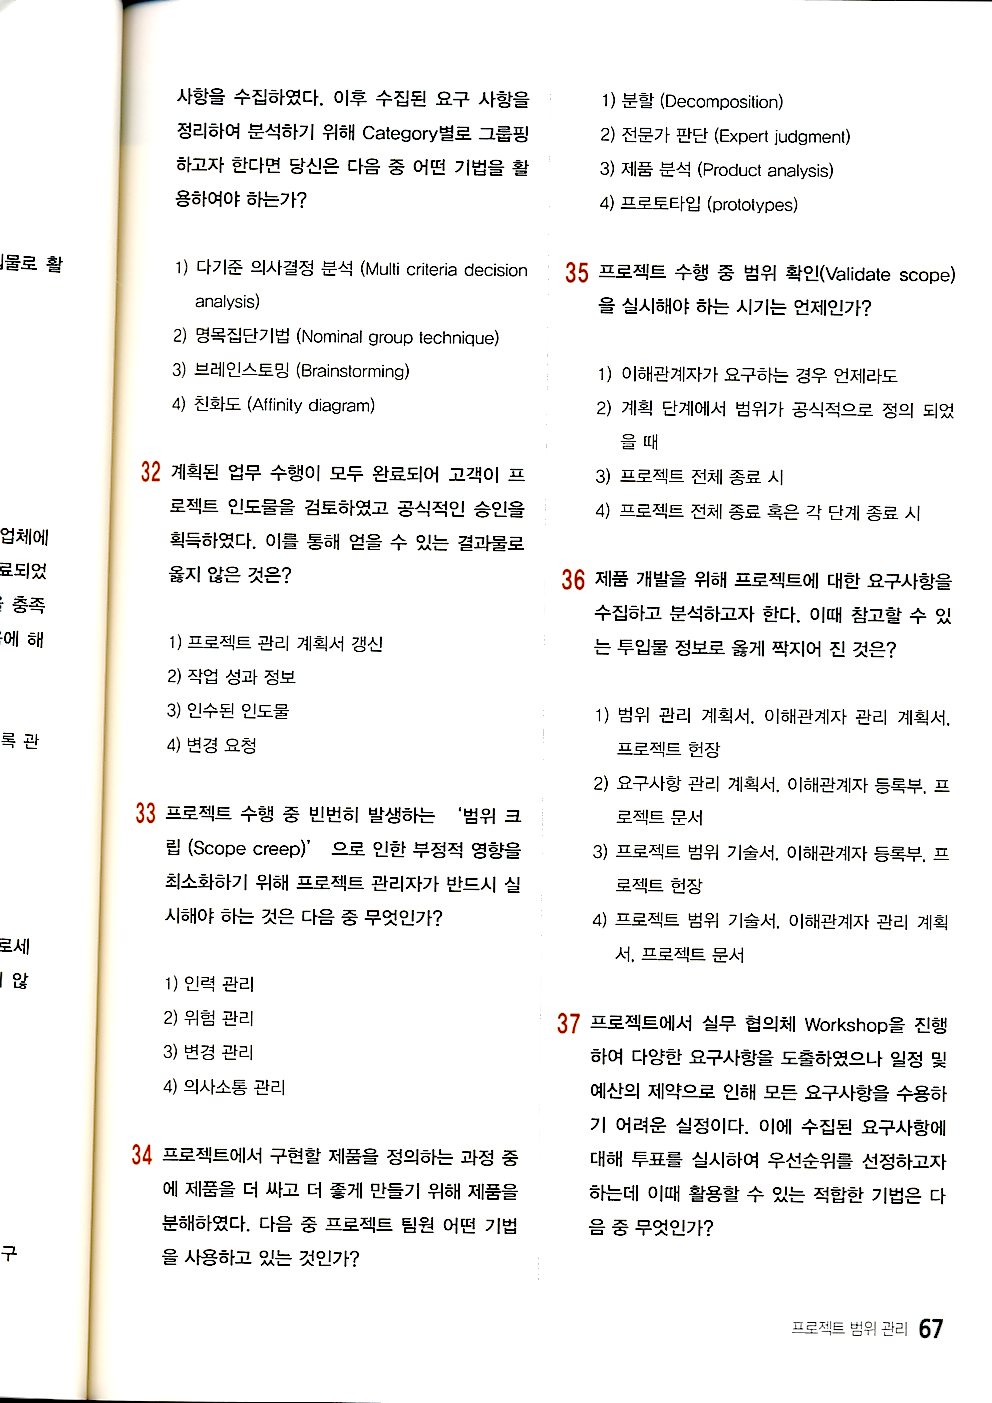 물로 활
업체에
료되었
충족
에 해
록 관
로세
않
구
사항을 수집하였다. 이후 수집된 요구 사항을
정리하여 분석하기 위해 Category별로 그룹핑
하고자 한다면 당신은 다음 중 어떤 기법을 활
용하여야 하는가?
1) 다기준 의사결정 분석 (Multi criteria decision
analysis)
2) 명목집단기법 (Nominal group technique)
3) 브레인스토밍 (Brainstorming)
4) 친화도 (Affinity diagram)
32 계획된 업무 수행이 모두 완료되어 고객이 프
로젝트 인도물을 검토하였고 공식적인 승인을
획득하였다. 이를 통해 얻을 수 있는 결과물로
옳지 않은 것은?
1) 프로젝트 관리 계획서 갱신
2) 작업 성과 정보
3) 인수된 인도물
4) 변경 요청
33 프로젝트 수행 중 빈번히 발생하는 ‘범위 크
립 (Scope creep)’ 으로 인한 부정적 영향을
최소화하기 위해 프로젝트 관리자가 반드시 실
시해야 하는 것은 다음 중 무엇인가?
1) 인력 관리
2) 위험 관리
3) 변경 관리
4) 의사소통 관리
34 프로젝트에서 구현할 제품을 정의하는 과정 중
에 제품을 더 싸고 더 좋게 만들기 위해 제품을
분해하였다. 다음 중 프로젝트 팀원 어떤 기법
을 사용하고 있는 것인가?
1) 분할 (Decomposition)
2) 전문가 판단 (Expert judgment)
3) 제품 분석 (Product analysis)
4) 프로토타입 (prototypes)
35 프로젝트 수행 중 범위 확인(Validate scope)
을 실시해야 하는 시기는 언제인가?
1) 이해관계자가 요구하는 경우 언제라도
2) 계획 단계에서 범위가 공식적으로 정의 되었
을 때
3) 프로젝트 전체 종료 시
4) 프로젝트 전체 종료 혹은 각 단계 종료 시
36 제품 개발을 위해 프로젝트에 대한 요구사항을
수집하고 분석하고자 한다. 이때 참고할 수 있
는 투입물 정보로 옳게 짝지어 진 것은?
1) 범위 관리 계획서, 이해관계자 관리 계획서,
프로젝트 헌장
2) 요구사항 관리 계획서, 이해관계자 등록부, 프
로젝트 문서
3) 프로젝트 범위 기술서, 이해관계자 등록부, 프
로젝트 헌장
4) 프로젝트 범위 기술서, 이해관계자 관리 계획
서, 프로젝트 문서
37 프로젝트에서 실무 협의체 Workshop을 진행
하여 다양한 요구사항을 도출하였으나 일정 및
예산의 제약으로 인해 모든 요구사항을 수용하
기 어려운 실정이다. 이에 수집된 요구사항에
대해 투표를 실시하여 우선순위를 선정하고자
하는데 이때 활용할 수 있는 적합한 기법은 다
음 중 무엇인가?
프로젝트 범위 관리 67